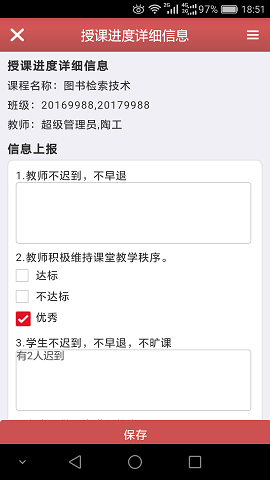 97% 18:51
授课进度详细信息
授课进度详细信息
课程名称：图书检索技术
班级：20169988,20179988
教师：超级管理员,陶工
信息上报
1.教师不迟到，不早退
2.教师积极维持课堂教学秩序。
达标
不达标
优秀
3.学生不迟到，不早退，不旷课
有2人迟到
保存